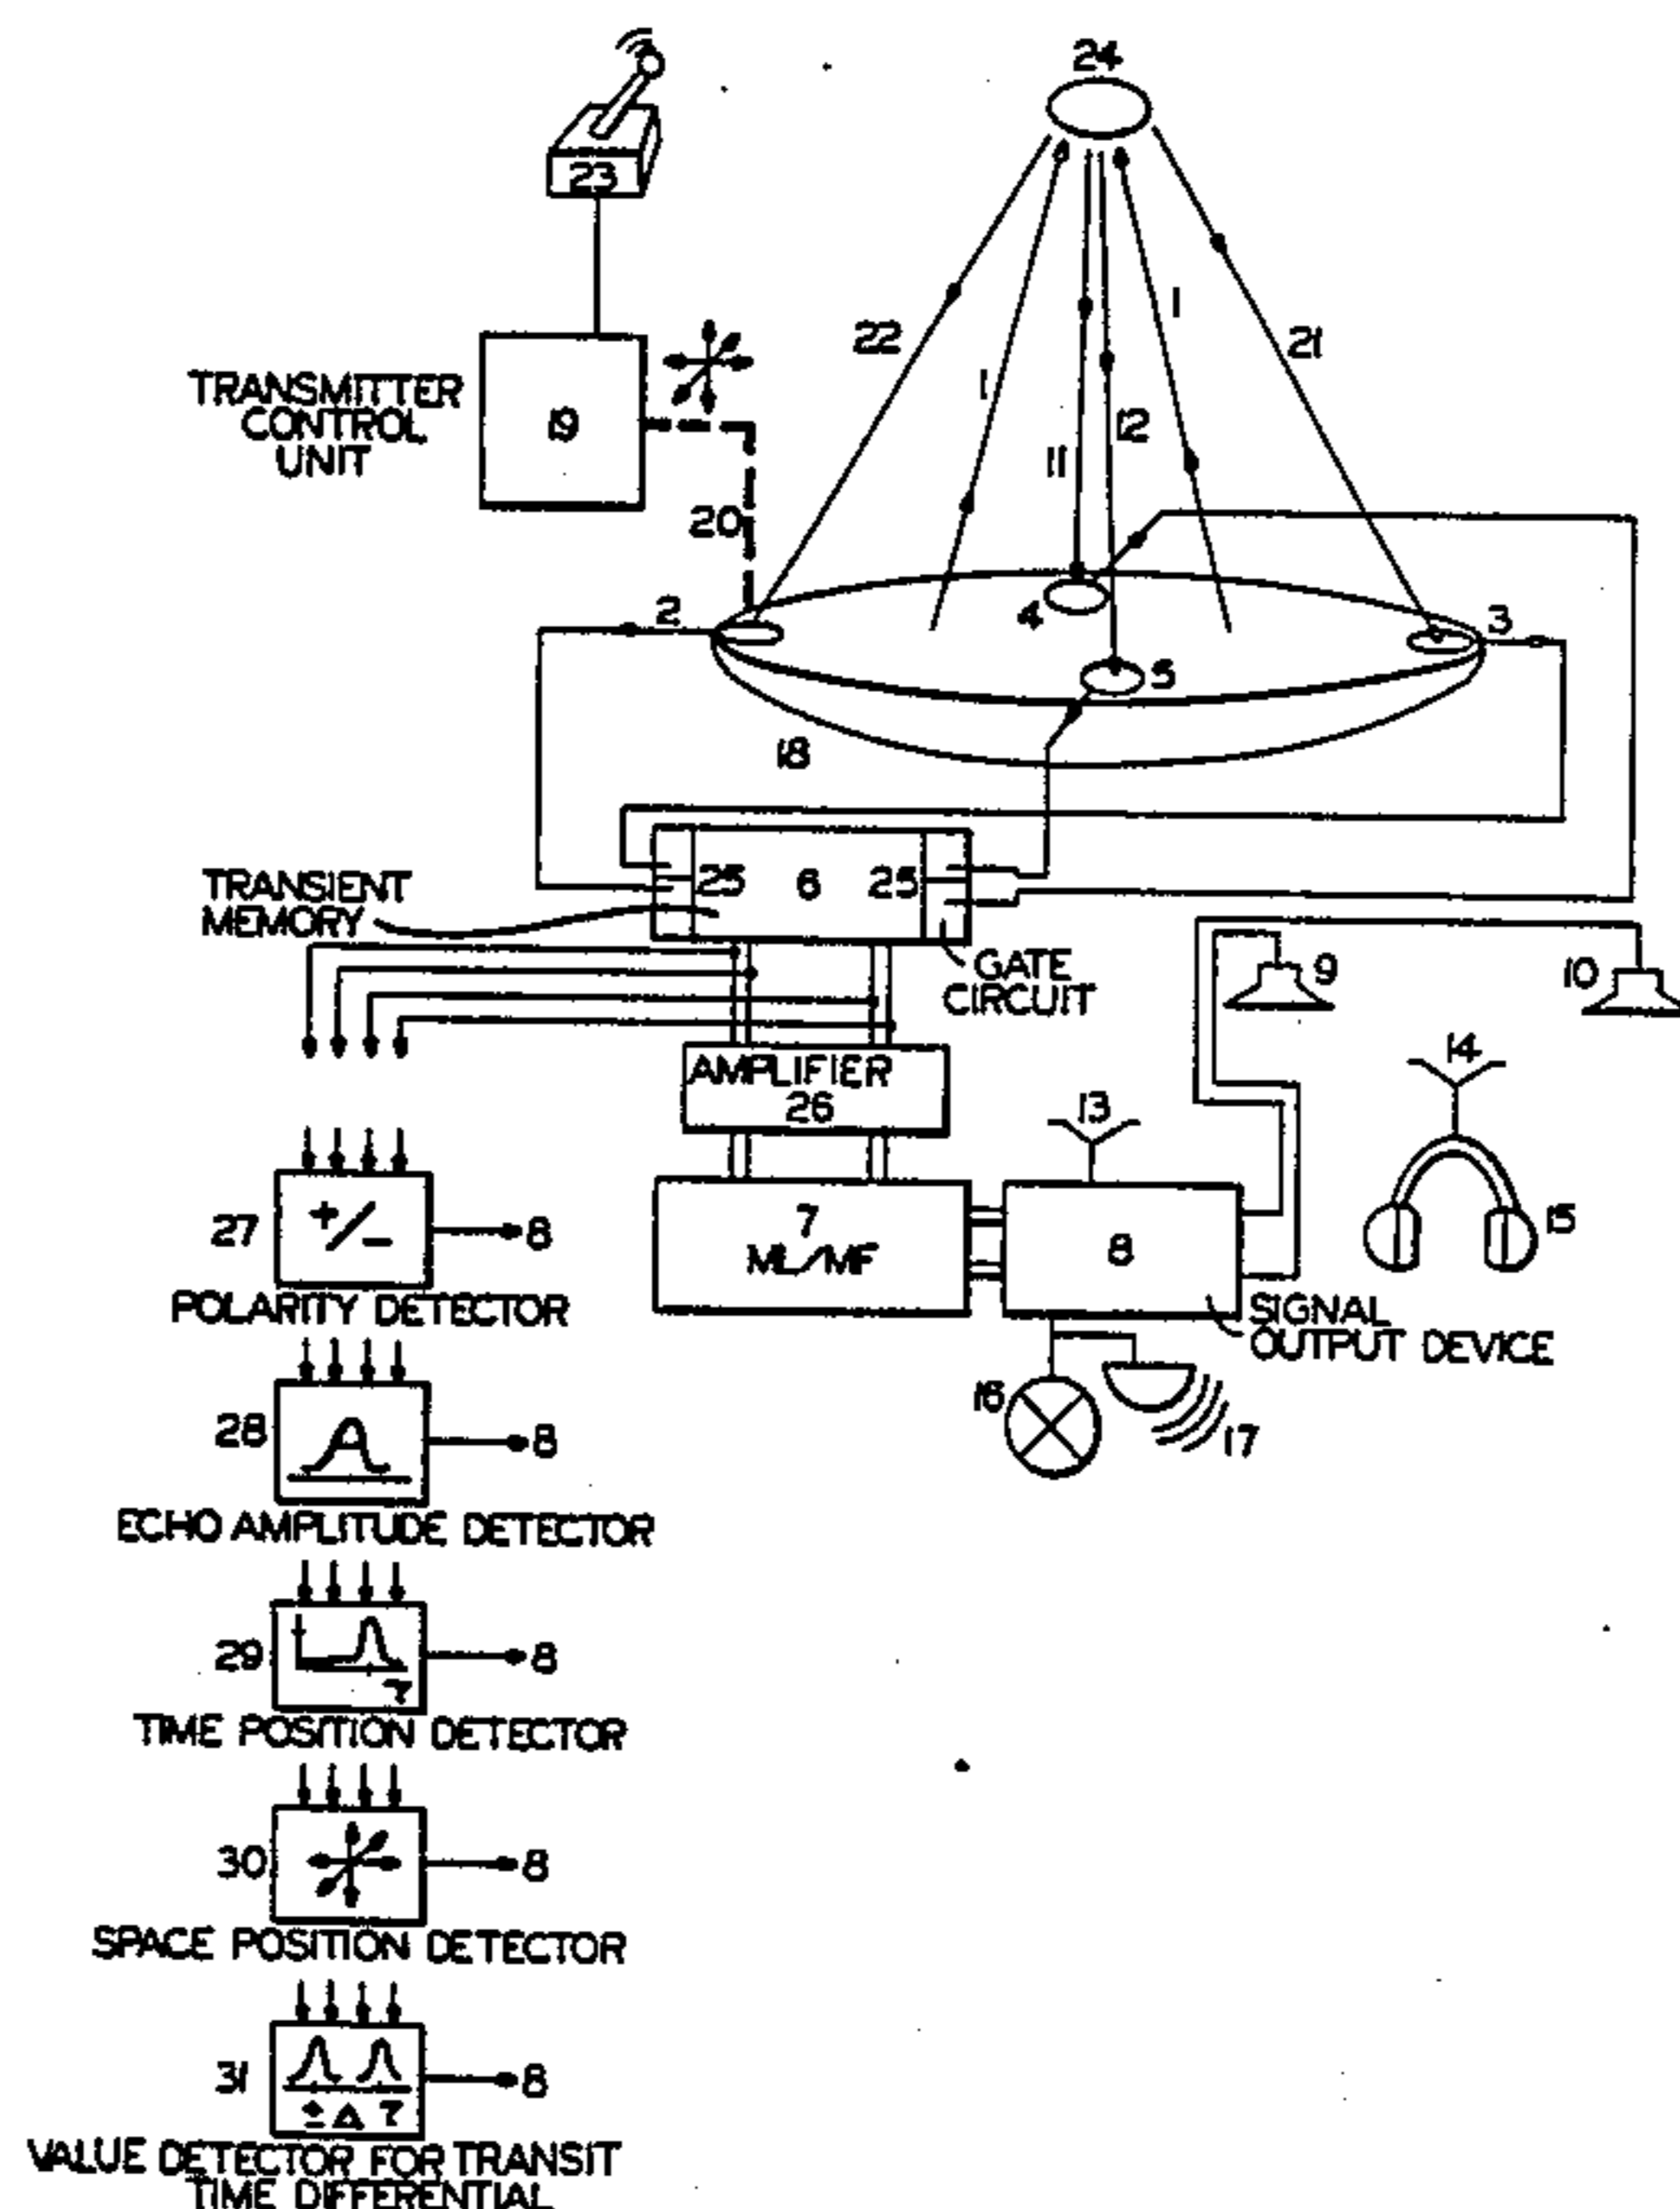 24
23
22
1
1
21
TRANSMITTER
CONTROL
UNIT
19
12
11
20
2
4
3
5
18
TRANSIENT
MEMORY
25
6
25
GATE
CIRCUIT
9
10
AMPLIFIER
26
14
13
15
7
ML/MF
8
27
+/-
8
POLARITY DETECTOR
SIGNAL
OUTPUT DEVICE
16
17
28
8
ECHO AMPLITUDE DETECTOR
29
8
TIME POSITION DETECTOR
30
8
SPACE POSITION DETECTOR
31
8
VALUE DETECTOR FOR TRANSIT
TIME DIFFERENTIAL